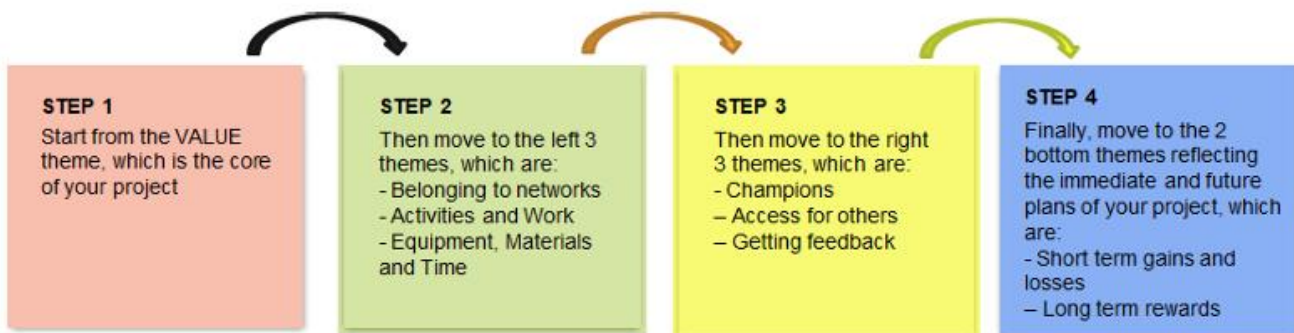 STEP 1
Start from the VALUE
theme, which is the core
of your project
STEP 2
Then move to the left 3
themes, which are:
- Belonging to networks
- Activities and Work
- Equipment, Materials
and Time
STEP 3
Then move to the right
3 themes, which are:
- Champions
– Access for others
– Getting feedback
STEP 4
Finally, move to the 2
bottom themes reflecting
the immediate and future
plans of your project, which
are:
- Short term gains and
losses
– Long term rewards